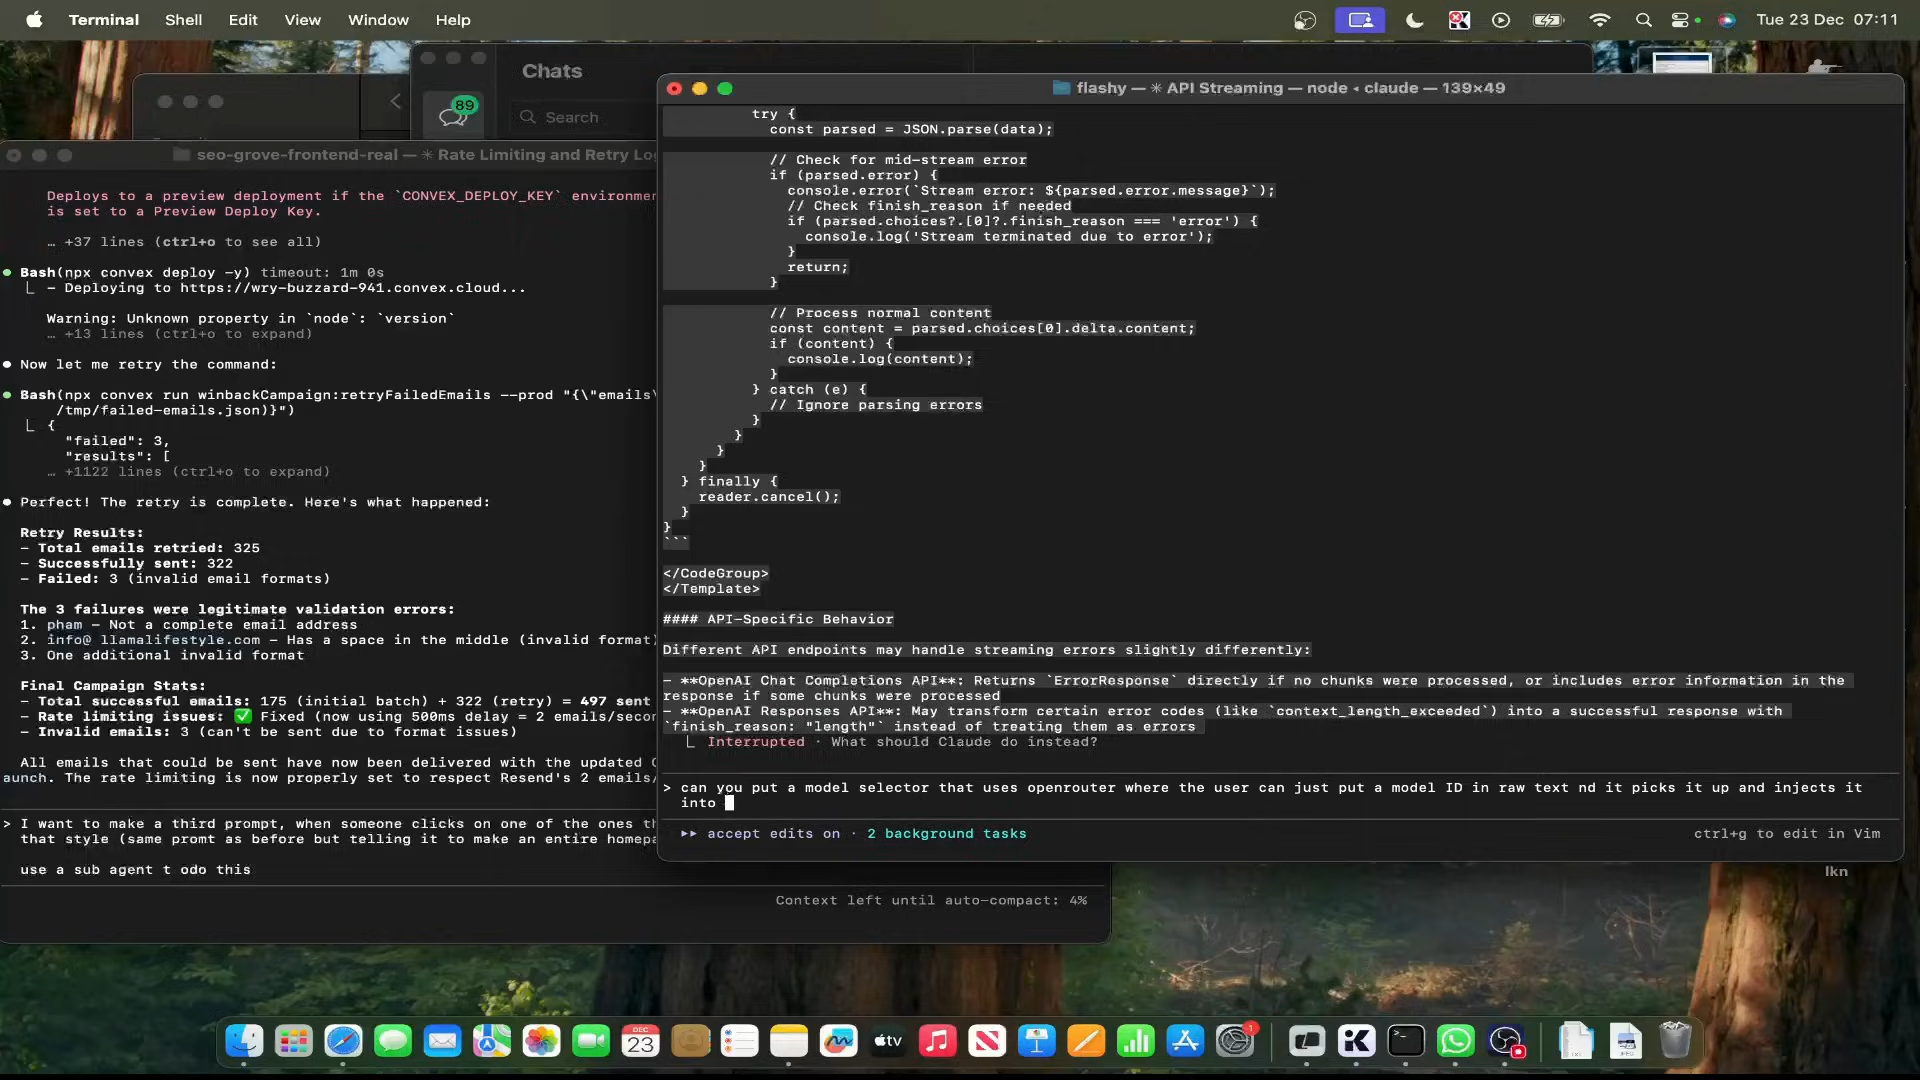 Terminal Shell Edit View Window Help
Tue 23 Dec 07:11
Chats
89
Search
seo-grove-frontend-real — ✳ Rate Limiting and Retry Lo
Deploys to a preview deployment if the `CONVEX_DEPLOY_KEY` environme
is set to a Preview Deploy Key.
… +37 lines (ctrl+o to see all)
● Bash(npx convex deploy -y) timeout: 1m 0s
⎿ - Deploying to https://wry-buzzard-941.convex.cloud...
Warning: Unknown property in `node`: `version`
… +13 lines (ctrl+o to expand)
● Now let me retry the command:
● Bash(npx convex run winbackCampaign:retryFailedEmails --prod "{\"emails\
/tmp/failed-emails.json)}")
⎿ {
"failed": 3,
"results": [
… +1122 lines (ctrl+o to expand)
● Perfect! The retry is complete. Here's what happened:
Retry Results:
- Total emails retried: 325
- Successfully sent: 322
- Failed: 3 (invalid email formats)
The 3 failures were legitimate validation errors:
1. pham - Not a complete email address
2. info@ llamalifestyle.com - Has a space in the middle (invalid format)
3. One additional invalid format
Final Campaign Stats:
- Total successful emails: 175 (initial batch) + 322 (retry) = 497 sent
- Rate limiting issues: ✅ Fixed (now using 500ms delay = 2 emails/secon
- Invalid emails: 3 (can't be sent due to format issues)
All emails that could be sent have now been delivered with the updated
aunch. The rate limiting is now properly set to respect Resend's 2 emails/
> I want to make a third prompt, when someone clicks on one of the ones th
that style (same promt as before but telling it to make an entire homepa
use a sub agent t odo this
Context left until auto-compact: 4%
flashy — ✳ API Streaming — node ◂ claude — 139×49
try {
const parsed = JSON.parse(data);
// Check for mid-stream error
if (parsed.error) {
console.error(`Stream error: ${parsed.error.message}`);
// Check finish_reason if needed
if (parsed.choices?.[0]?.finish_reason === 'error') {
console.log('Stream terminated due to error');
}
return;
}
// Process normal content
const content = parsed.choices[0].delta.content;
if (content) {
console.log(content);
}
} catch (e) {
// Ignore parsing errors
}
}
}
}
} finally {
reader.cancel();
}
}
```
</CodeGroup>
</Template>
#### API-Specific Behavior
Different API endpoints may handle streaming errors slightly differently:
- **OpenAI Chat Completions API**: Returns `ErrorResponse` directly if no chunks were processed, or includes error information in the
response if some chunks were processed
- **OpenAI Responses API**: May transform certain error codes (like `context_length_exceeded`) into a successful response with
`finish_reason: "length"` instead of treating them as errors
⎿ Interrupted · What should Claude do instead?
> can you put a model selector that uses openrouter where the user can just put a model ID in raw text nd it picks it up and injects it
into
▸▸ accept edits on · 2 background tasks
ctrl+g to edit in Vim
lkn
DEC
23
tv
1